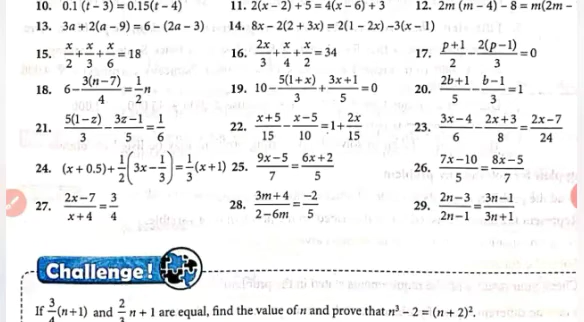 10. 0.1 (t – 3) = 0.15(t – 4) 11. 2(x – 2) + 5 = 4(x – 6) + 3 12. 2m (m – 4) – 8 = m(2m –
13. 3a + 2(a – 9) = 6 – (2a – 3) 14. 8x – 2(2 + 3x) = 2(1 – 2x) –3(x – 1)
15. x/2 + x/3 + x/6 = 18 16. 2x/3 + x/4 + x/2 = 34 17. p+1/2 – 2(p–1)/3 = 0
18. 6 – 3(n–7)/4 = 1/2 n 19. 10 – 5(1+x)/3 + 3x+1/5 = 0 20. 2b+1/5 – b–1/3 = 1
21. 5(1–z)/3 – 3z–1/5 = 1/6 22. x+5/15 – x–5/10 = 1 + 2x/15 23. 3x–4/6 – 2x+3/8 = 2x–7/24
24. (x + 0.5) + 1/2(3x – 1/3) = 1/3(x+1) 25. 9x–5/7 = 6x+2/5 26. 7x–10/5 = 8x–5/7
27. 2x–7/x+4 = 3/4 28. 3m+4/2–6m = –2/5 29. 2n–3/2n–1 = 3n–1/3n+1
Challenge!
If 3/4(n+1) and 2/3 n + 1 are equal, find the value of n and prove that n³ – 2 = (n + 2)².